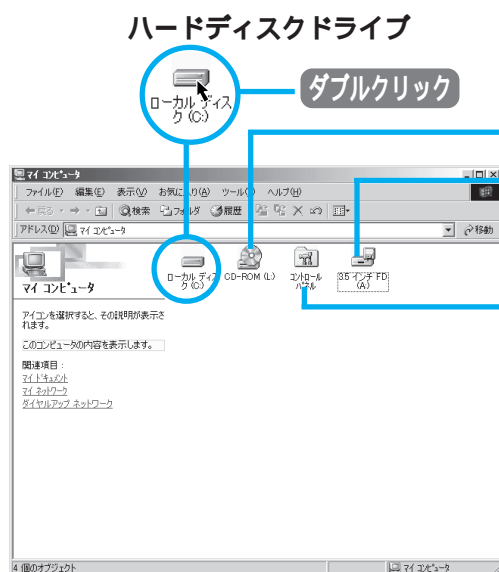 ハードディスクドライブ
ローカル ディス
ク (C:)
ダブルクリック
マイ コンピュータ
ファイル(F) 編集(E) 表示(V) お気に入り(A) ツール(T) ヘルプ(H)
戻る 検索 フォルダ 履歴
アドレス(D) マイ コンピュータ 移動
マイ コンピュータ
ローカル ディス
ク (C:)
CD-ROM (L:)
コントロール
パネル
3.5 インチ FD
(A:)
アイコンを選択すると、その説明が表示さ
れます。
このコンピュータの内容を表示します。
関連項目:
マイ ドキュメント
マイ ネットワーク
ダイヤルアップ ネットワーク
4 個のオブジェクト マイ コンピュータ